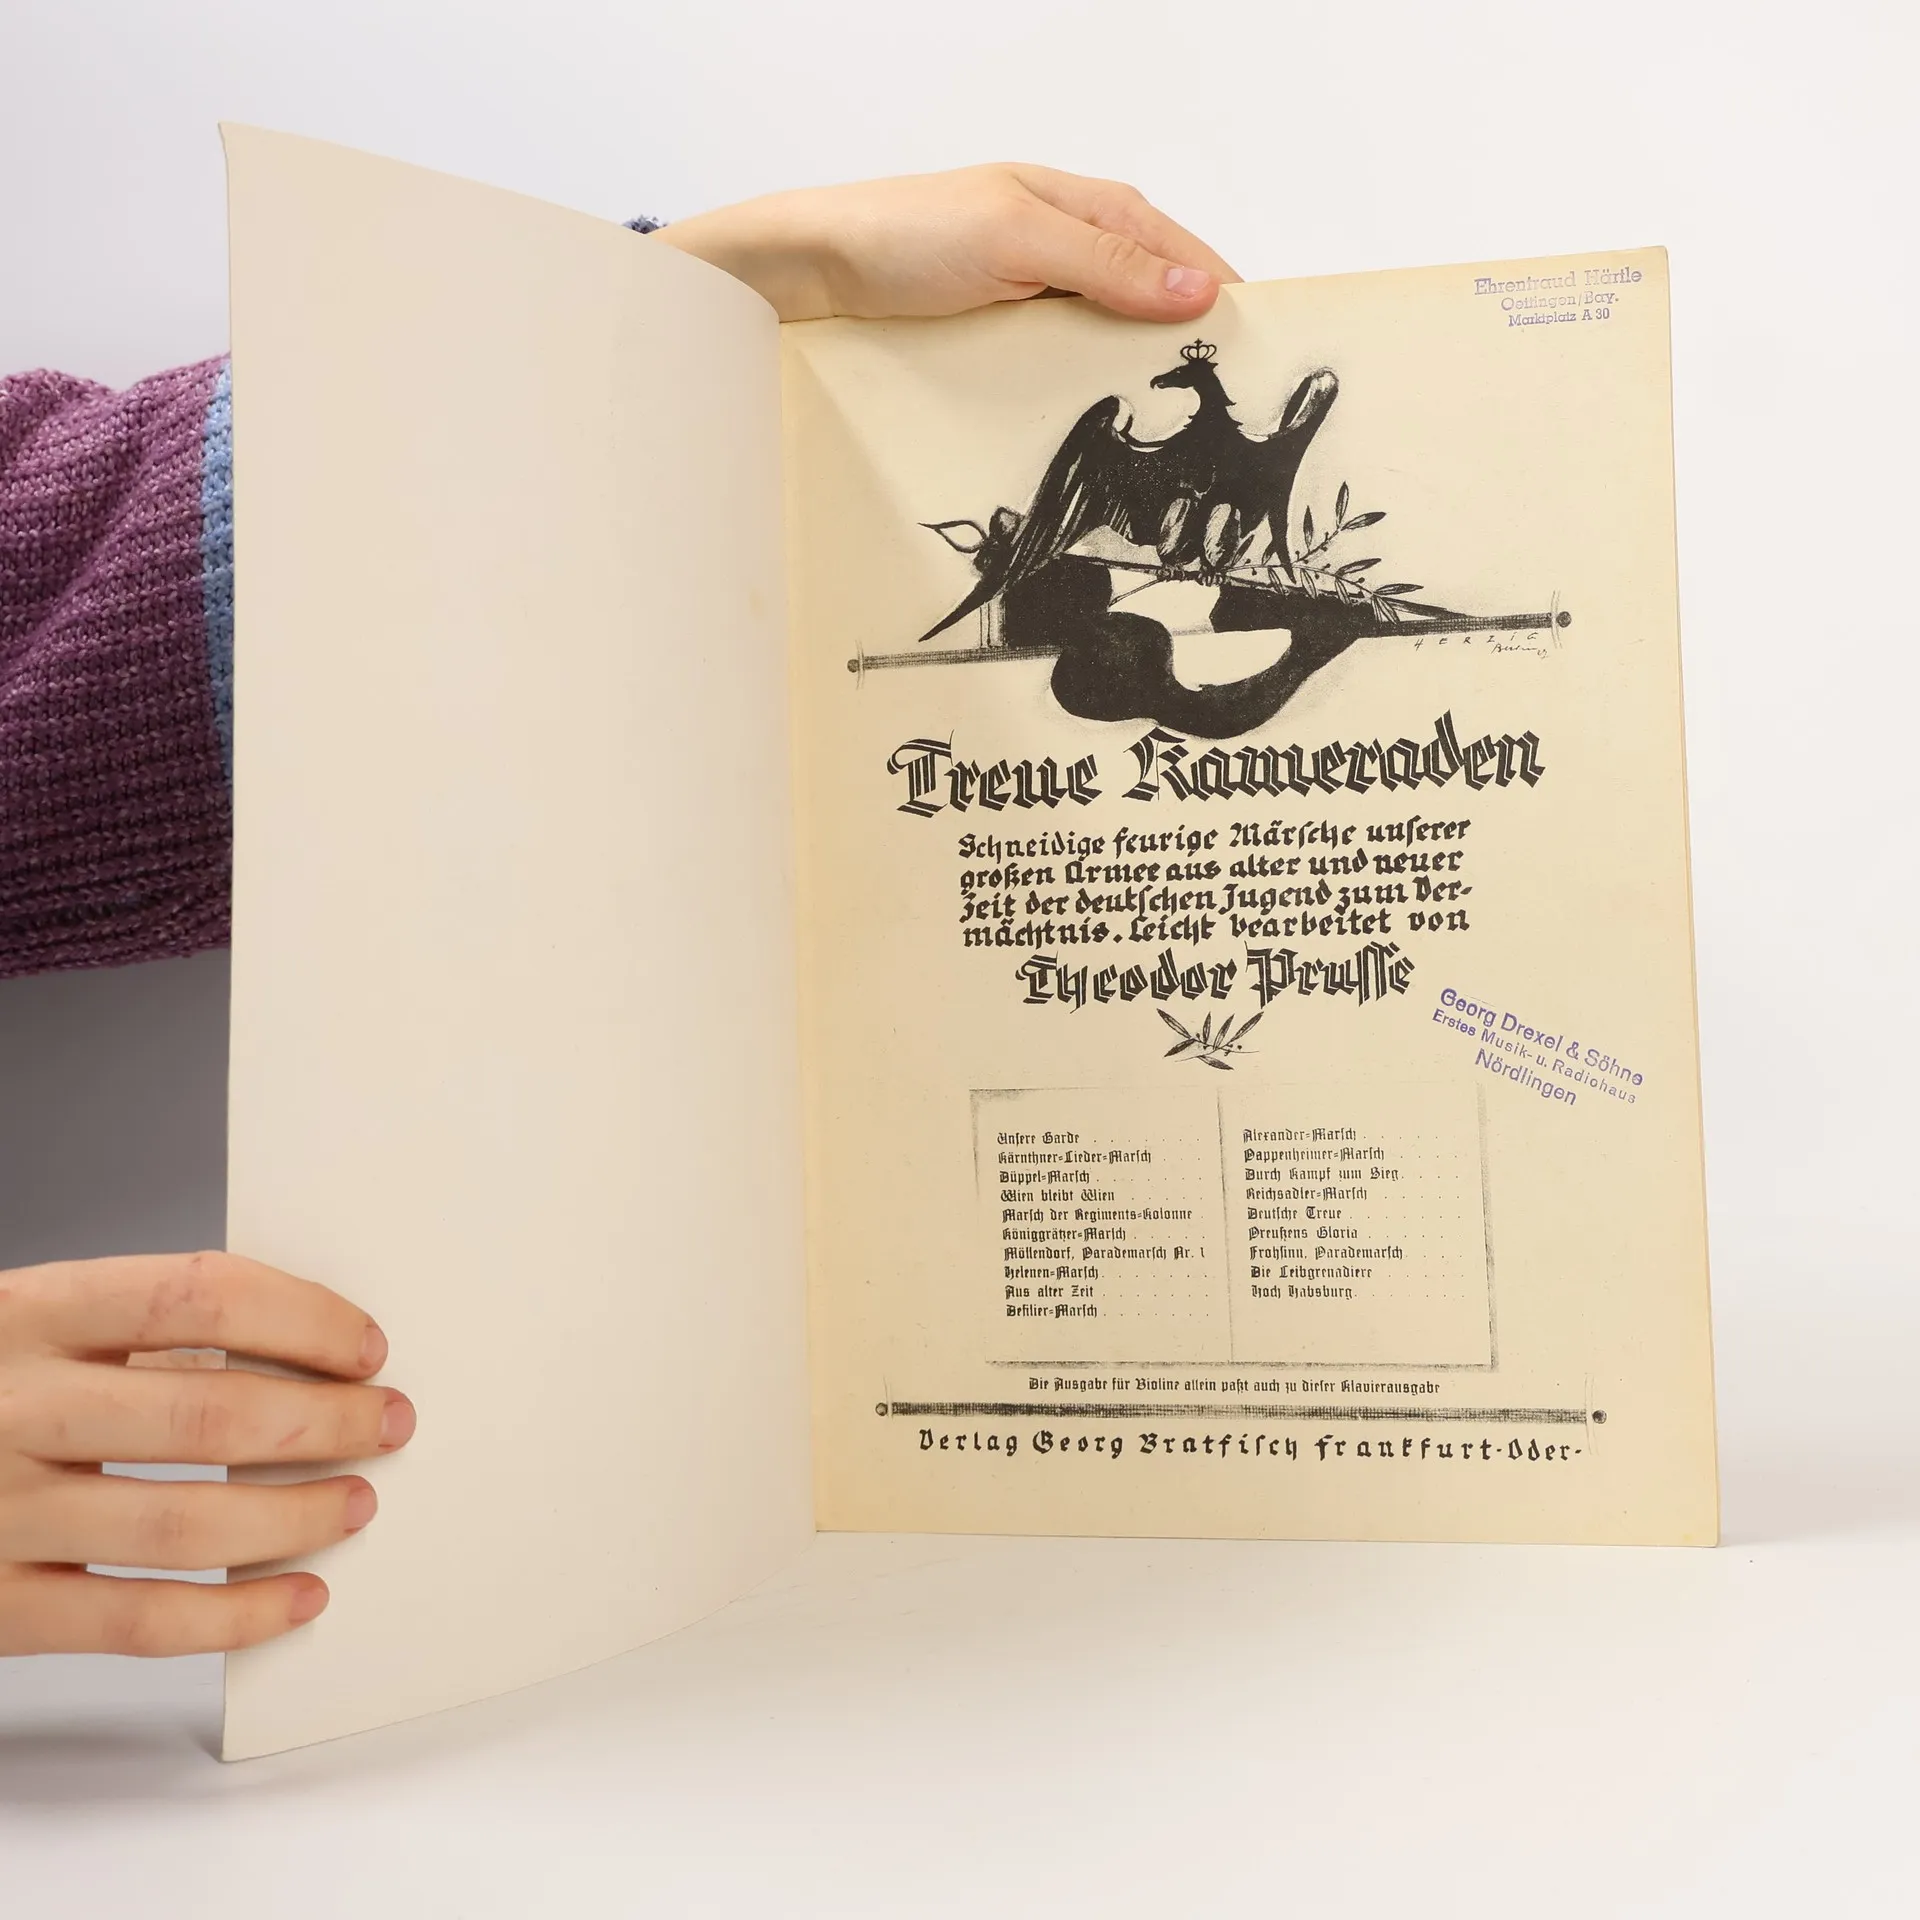 Ehrentraud Härtle
Oettingen/Bay.
Marktplatz A 30
HERZIG
Treue Kameraden
Schneidige feurige Märsche unserer
großen Armee aus alter und neuer
Zeit der deutschen Jugend zum Ver-
mächtnis. Leicht bearbeitet von
Theodor Prusse
Georg Drexel & Söhne
Erstes Musik- u. Radiohaus
Nördlingen
Unsere Garde
Kärnthner-Lieder-Marsch
Düppel-Marsch
Wien bleibt Wien
Marsch der Regiments-Kolonne
Königgrätzer-Marsch
Möllendorf, Parademarsch Nr. 1
Helenen-Marsch
Aus alter Zeit
Defilier-Marsch
Alexander-Marsch
Pappenheimer-Marsch
Durch Kampf zum Sieg
Reichsadler-Marsch
Deutsche Treue
Preußens Gloria
Frohsinn, Parademarsch
Die Leibgrenadiere
Hoch Habsburg
Die Ausgabe für Violine allein paßt auch zu dieser Klavierausgabe
Verlag Georg Bratfisch Frankfurt-Oder-